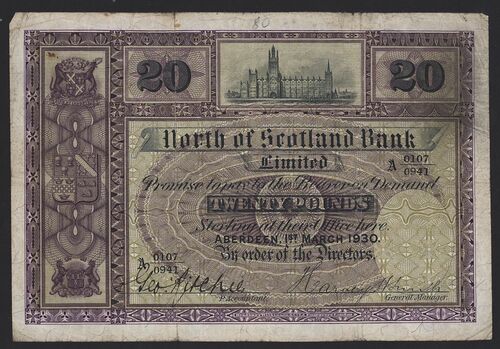 80
20 20
North of Scotland Bank
Limited
A 0107/0941
Promise to pay to the Bearer on Demand
TWENTY POUNDS
Sterling at their Office here.
ABERDEEN, 1ST MARCH 1930.
By order of the Directors,
A 0107/0941
P. Accountant. General Manager.